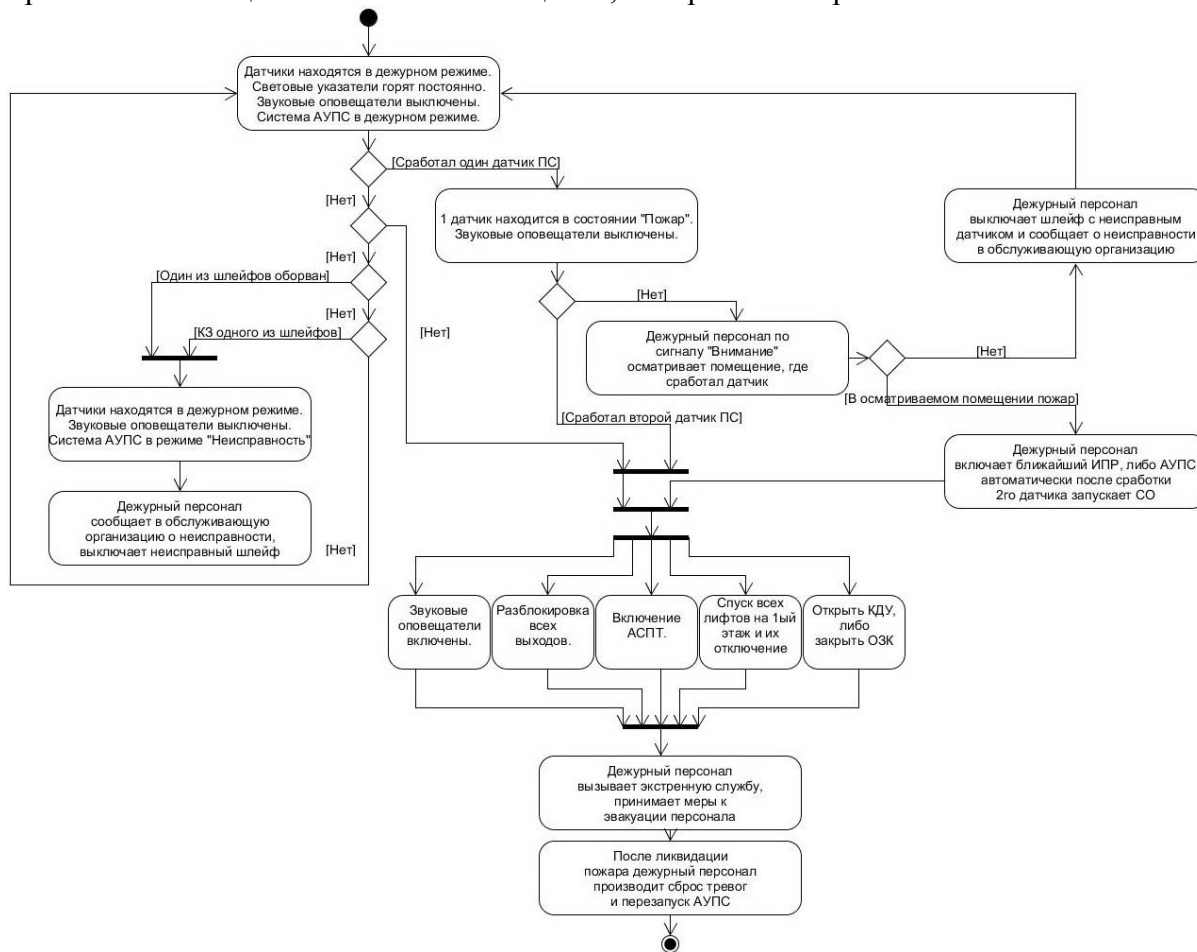 Датчики находятся в дежурном режиме.
Световые указатели горят постоянно.
Звуковые оповещатели выключены.
Система АУПС в дежурном режиме.
[Сработал один датчик ПС]
[Нет]
1 датчик находится в состоянии "Пожар".
Звуковые оповещатели выключены.
Дежурный персонал
выключает шлейф с неисправным
датчиком и сообщает о неисправности
в обслуживающую организацию
[Нет]
[Один из шлейфов оборван]
[Нет]
[КЗ одного из шлейфов]
[Нет]
[Нет]
Дежурный персонал по
сигналу "Внимание"
осматривает помещение, где
сработал датчик
[Нет]
[В осматриваемом помещении пожар]
Датчики находятся в дежурном режиме.
Звуковые оповещатели выключены.
Система АУПС в режиме "Неисправность"
[Сработал второй датчик ПС]
Дежурный персонал
включает ближайший ИПР, либо АУПС
автоматически после сработки
2го датчика запускает СО
Дежурный персонал
сообщает в обслуживающую
организацию о неисправности,
выключает неисправный шлейф
[Нет]
Звуковые
оповещатели
включены.
Разблокировка
всех
выходов.
Включение
АСПТ.
Спуск всех
лифтов на 1ый
этаж и их
отключение
Открыть КДУ,
либо
закрыть ОЗК
Дежурный персонал
вызывает экстренную службу,
принимает меры к
эвакуации персонала
После ликвидации
пожара дежурный персонал
производит сброс тревог
и перезапуск АУПС